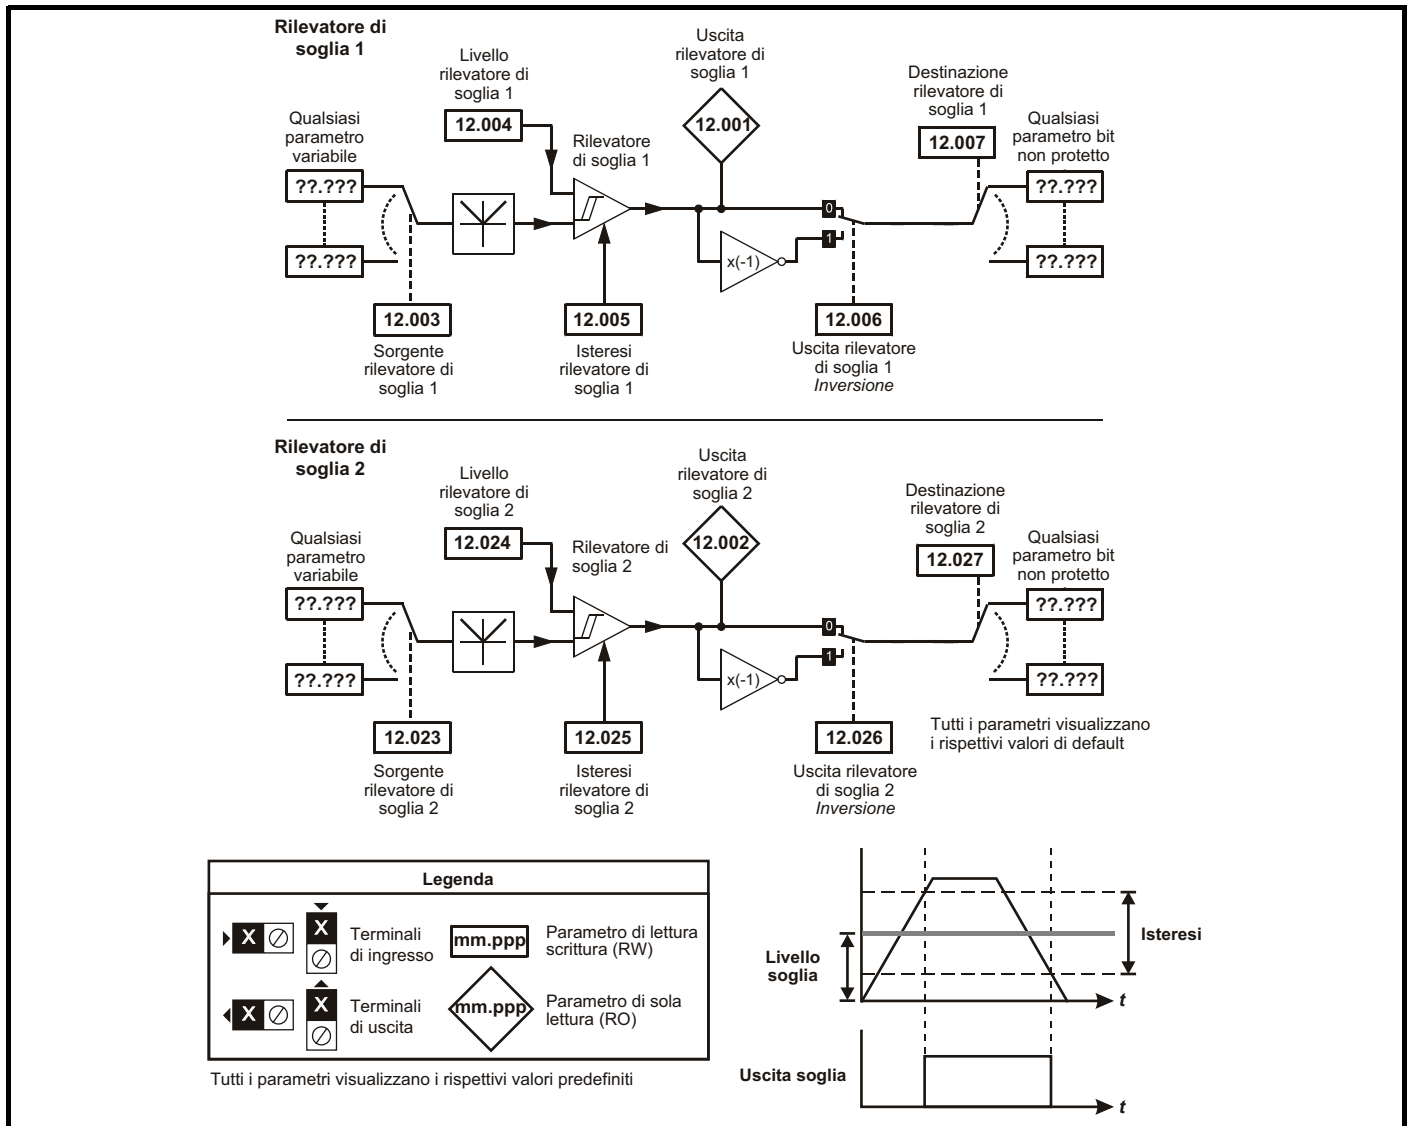 Rilevatore di
soglia 1
Livello
rilevatore di
soglia 1
12.004
Uscita
rilevatore di
soglia 1
12.001
Destinazione
rilevatore di
soglia 1
12.007
Qualsiasi
parametro
variabile
??.???
??.???
Rilevatore
di soglia 1
Qualsiasi
parametro bit
non protetto
??.???
??.???
0
1
x(-1)
12.003
Sorgente
rilevatore di
soglia 1
12.005
Isteresi
rilevatore di
soglia 1
12.006
Uscita rilevatore
di soglia 1
Inversione
Rilevatore di
soglia 2
Livello
rilevatore di
soglia 2
12.024
Uscita
rilevatore di
soglia 2
12.002
Destinazione
rilevatore di
soglia 2
12.027
Qualsiasi
parametro
variabile
??.???
??.???
Rilevatore di
soglia 2
Qualsiasi
parametro bit
non protetto
??.???
??.???
0
1
x(-1)
12.023
Sorgente
rilevatore di
soglia 2
12.025
Isteresi
rilevatore di
soglia 2
12.026
Uscita rilevatore
di soglia 2
Inversione
Tutti i parametri visualizzano
i rispettivi valori di default
Legenda
X
X
Terminali
di ingresso
mm.ppp
Parametro di lettura
scrittura (RW)
X
X
Terminali
di uscita
mm.ppp
Parametro di sola
lettura (RO)
Tutti i parametri visualizzano i rispettivi valori predefiniti
Livello
soglia
Isteresi
t
Uscita soglia
t